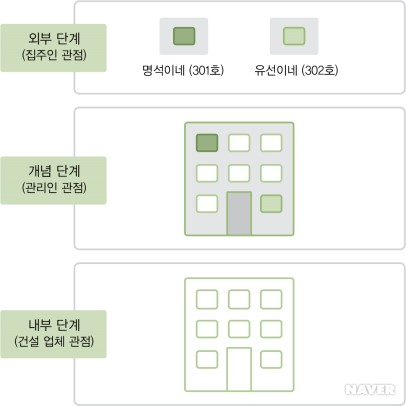 외부 단계
(집주인 관점)
명석이네 (301호)
유선이네 (302호)
개념 단계
(관리인 관점)
내부 단계
(건설 업체 관점)
NAVER